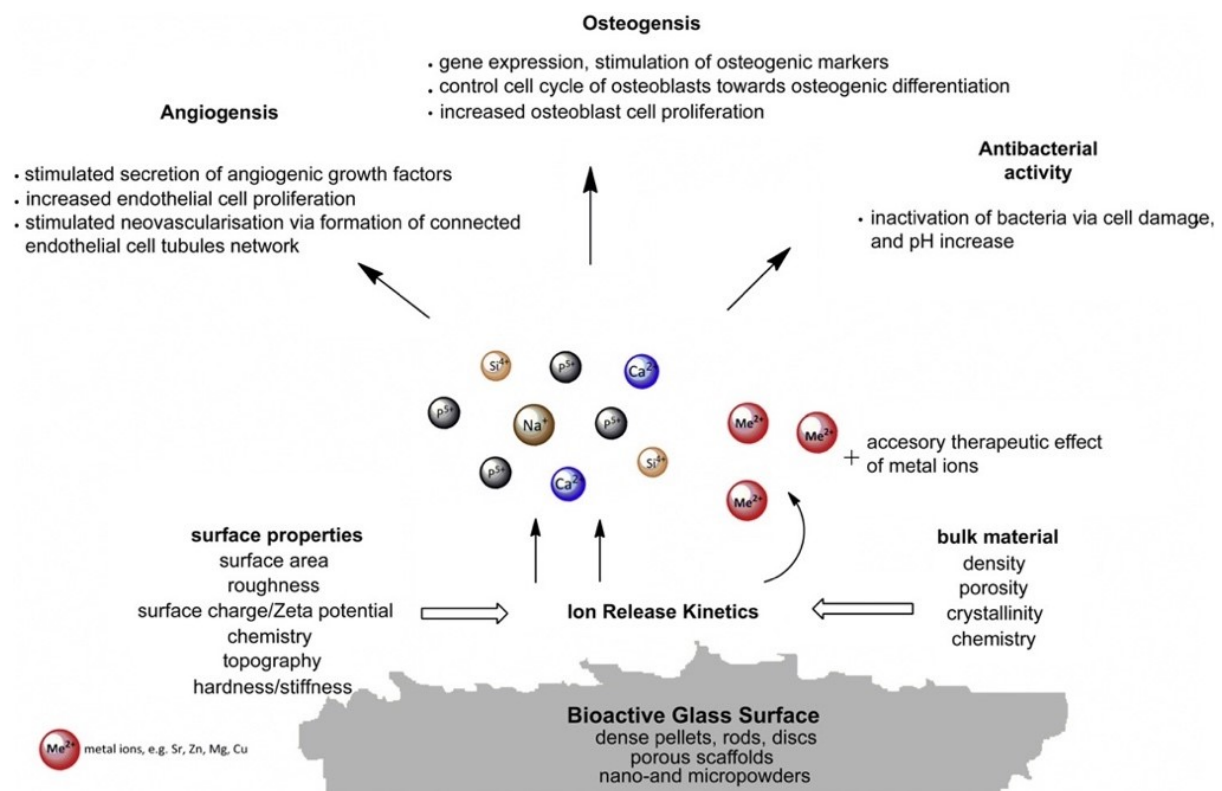 Osteogensis
• gene expression, stimulation of osteogenic markers
• control cell cycle of osteoblasts towards osteogenic differentiation
• increased osteoblast cell proliferation
Angiogensis
• stimulated secretion of angiogenic growth factors
• increased endothelial cell proliferation
• stimulated neovascularisation via formation of connected
endothelial cell tubules network
Antibacterial
activity
• inactivation of bacteria via cell damage,
and pH increase
Si4+
P5+
Ca2+
P5+
Na+
P5+
Si4+
P5+
Ca2+
Me2+
Me2+
Me2+
+ accesory therapeutic effect
of metal ions
surface properties
surface area
roughness
surface charge/Zeta potential
chemistry
topography
hardness/stiffness
Ion Release Kinetics
bulk material
density
porosity
crystallinity
chemistry
Bioactive Glass Surface
dense pellets, rods, discs
porous scaffolds
nano-and micropowders
Me2+ metal ions, e.g. Sr, Zn, Mg, Cu